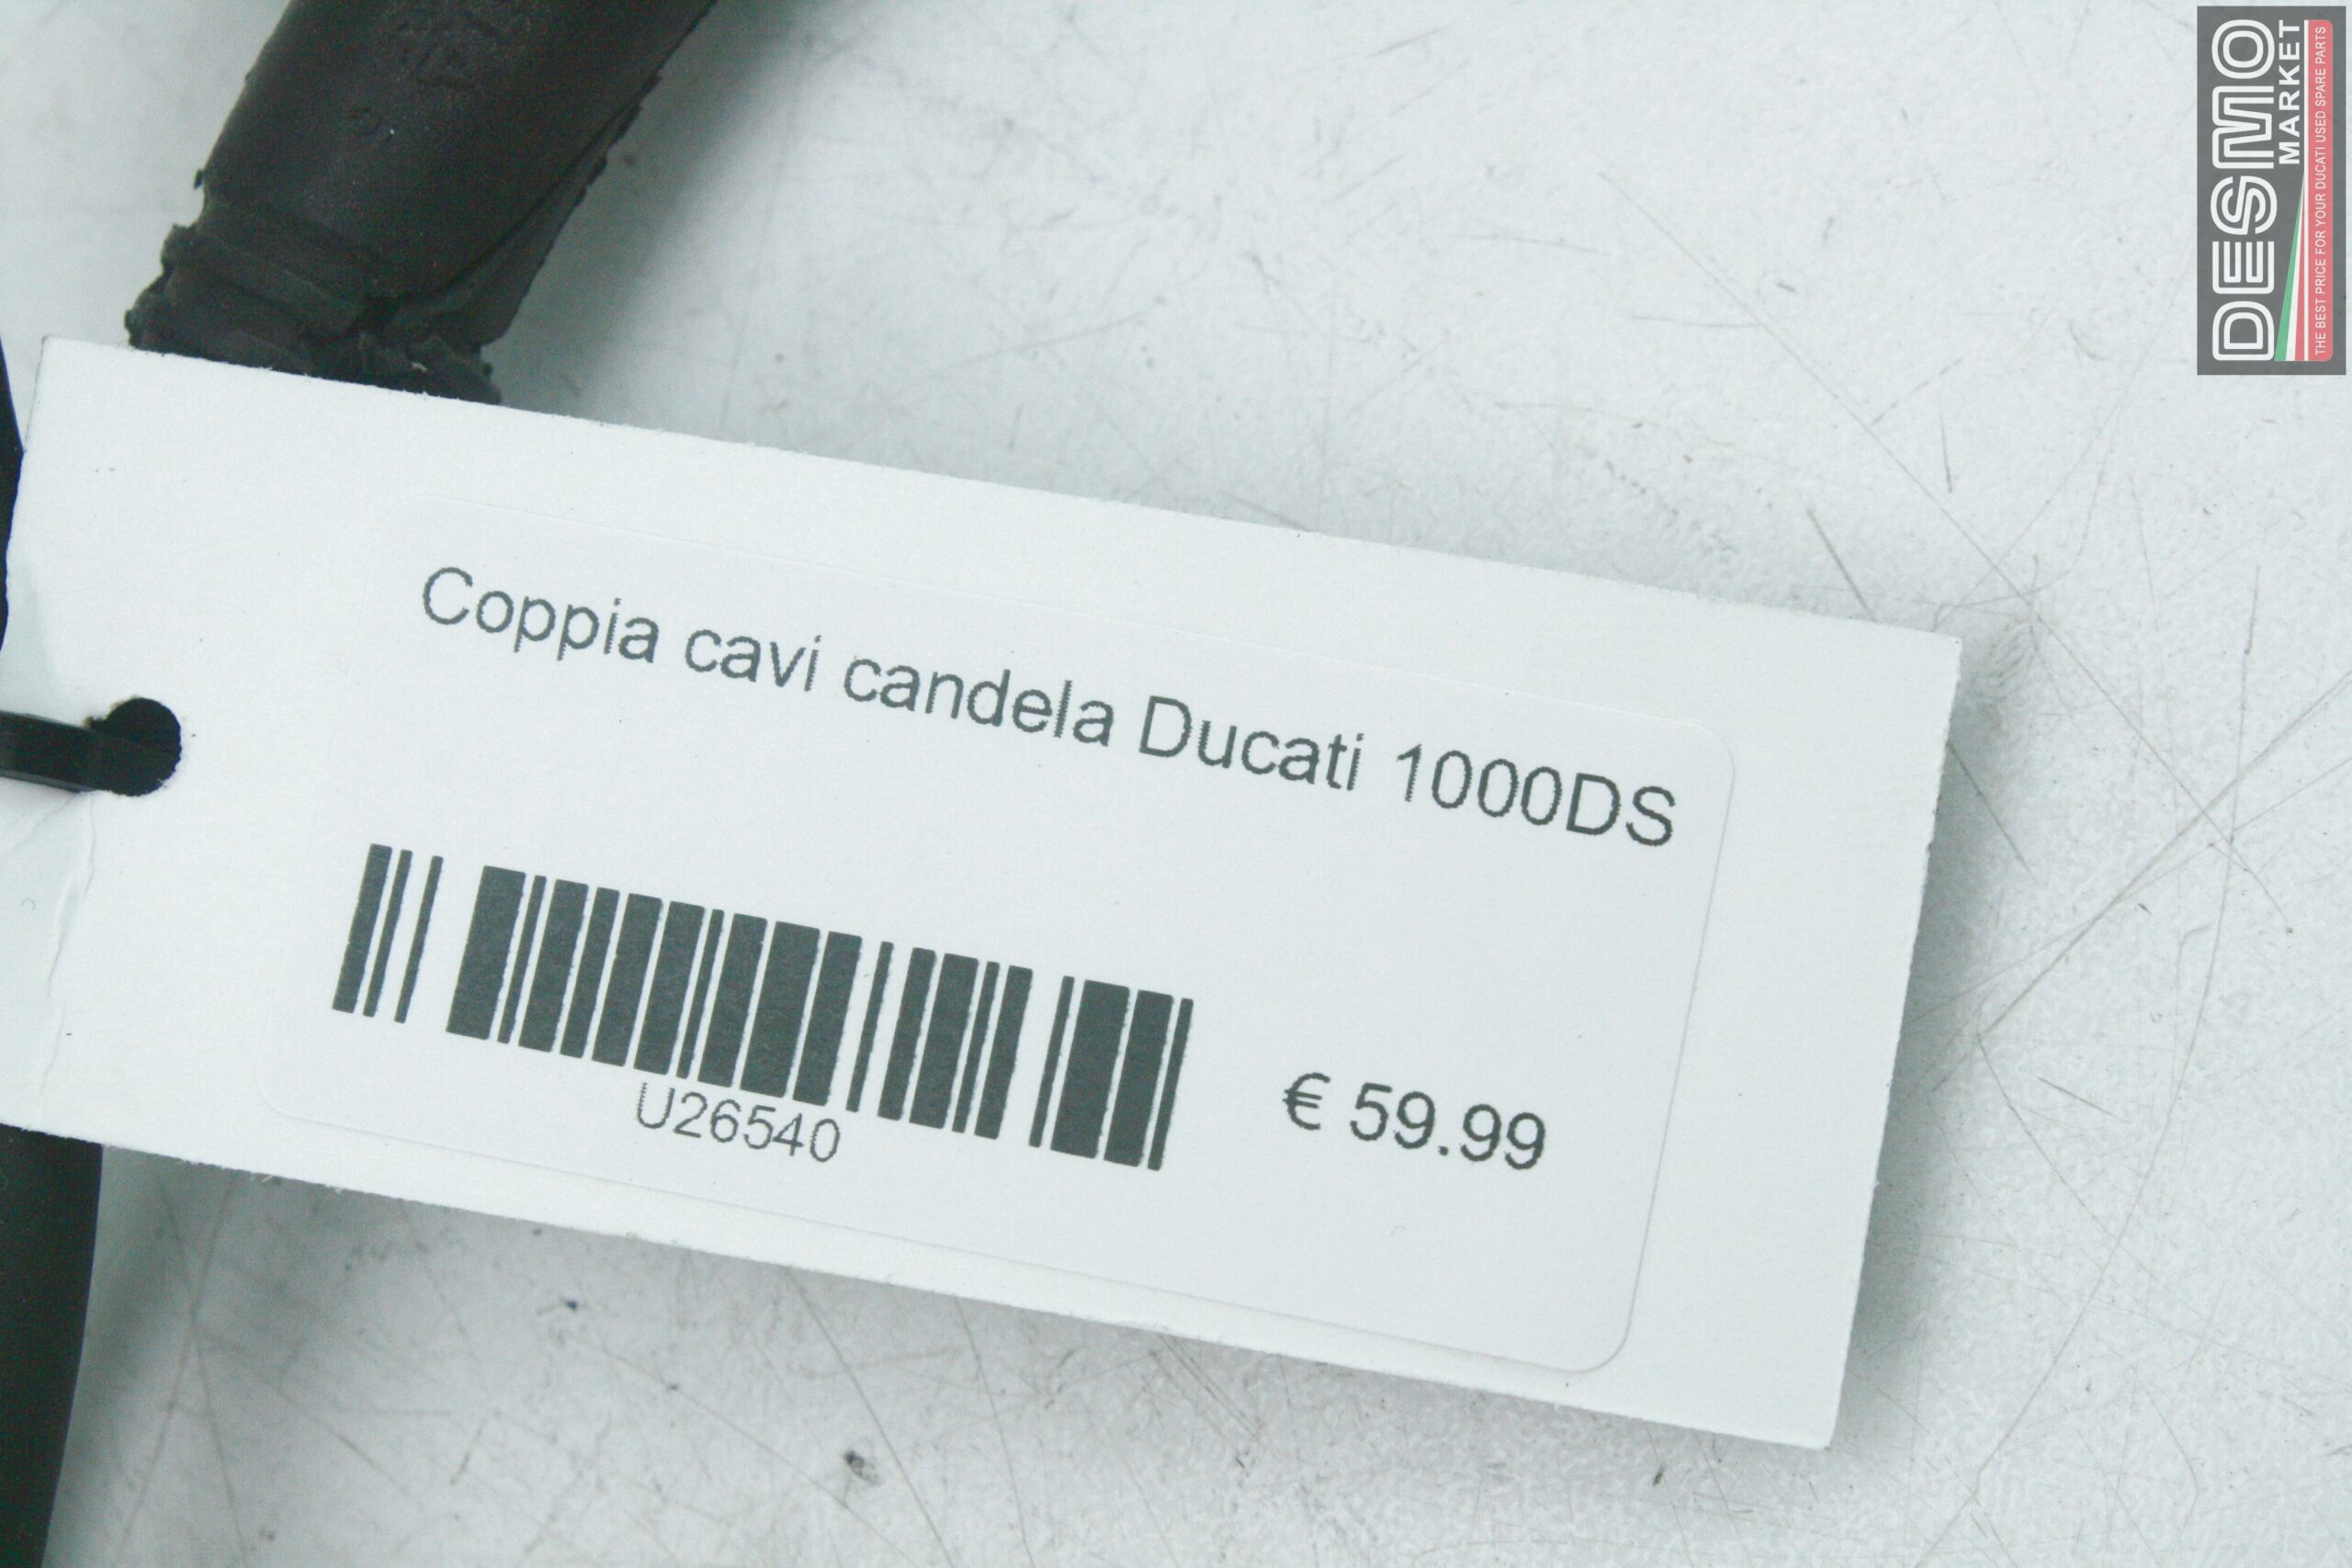 Coppia cavi candela Ducati 1000DS
U26540
€ 59.99
DESMO
MARKET
THE BEST PRICE FOR YOUR DUCATI USED SPARE PARTS